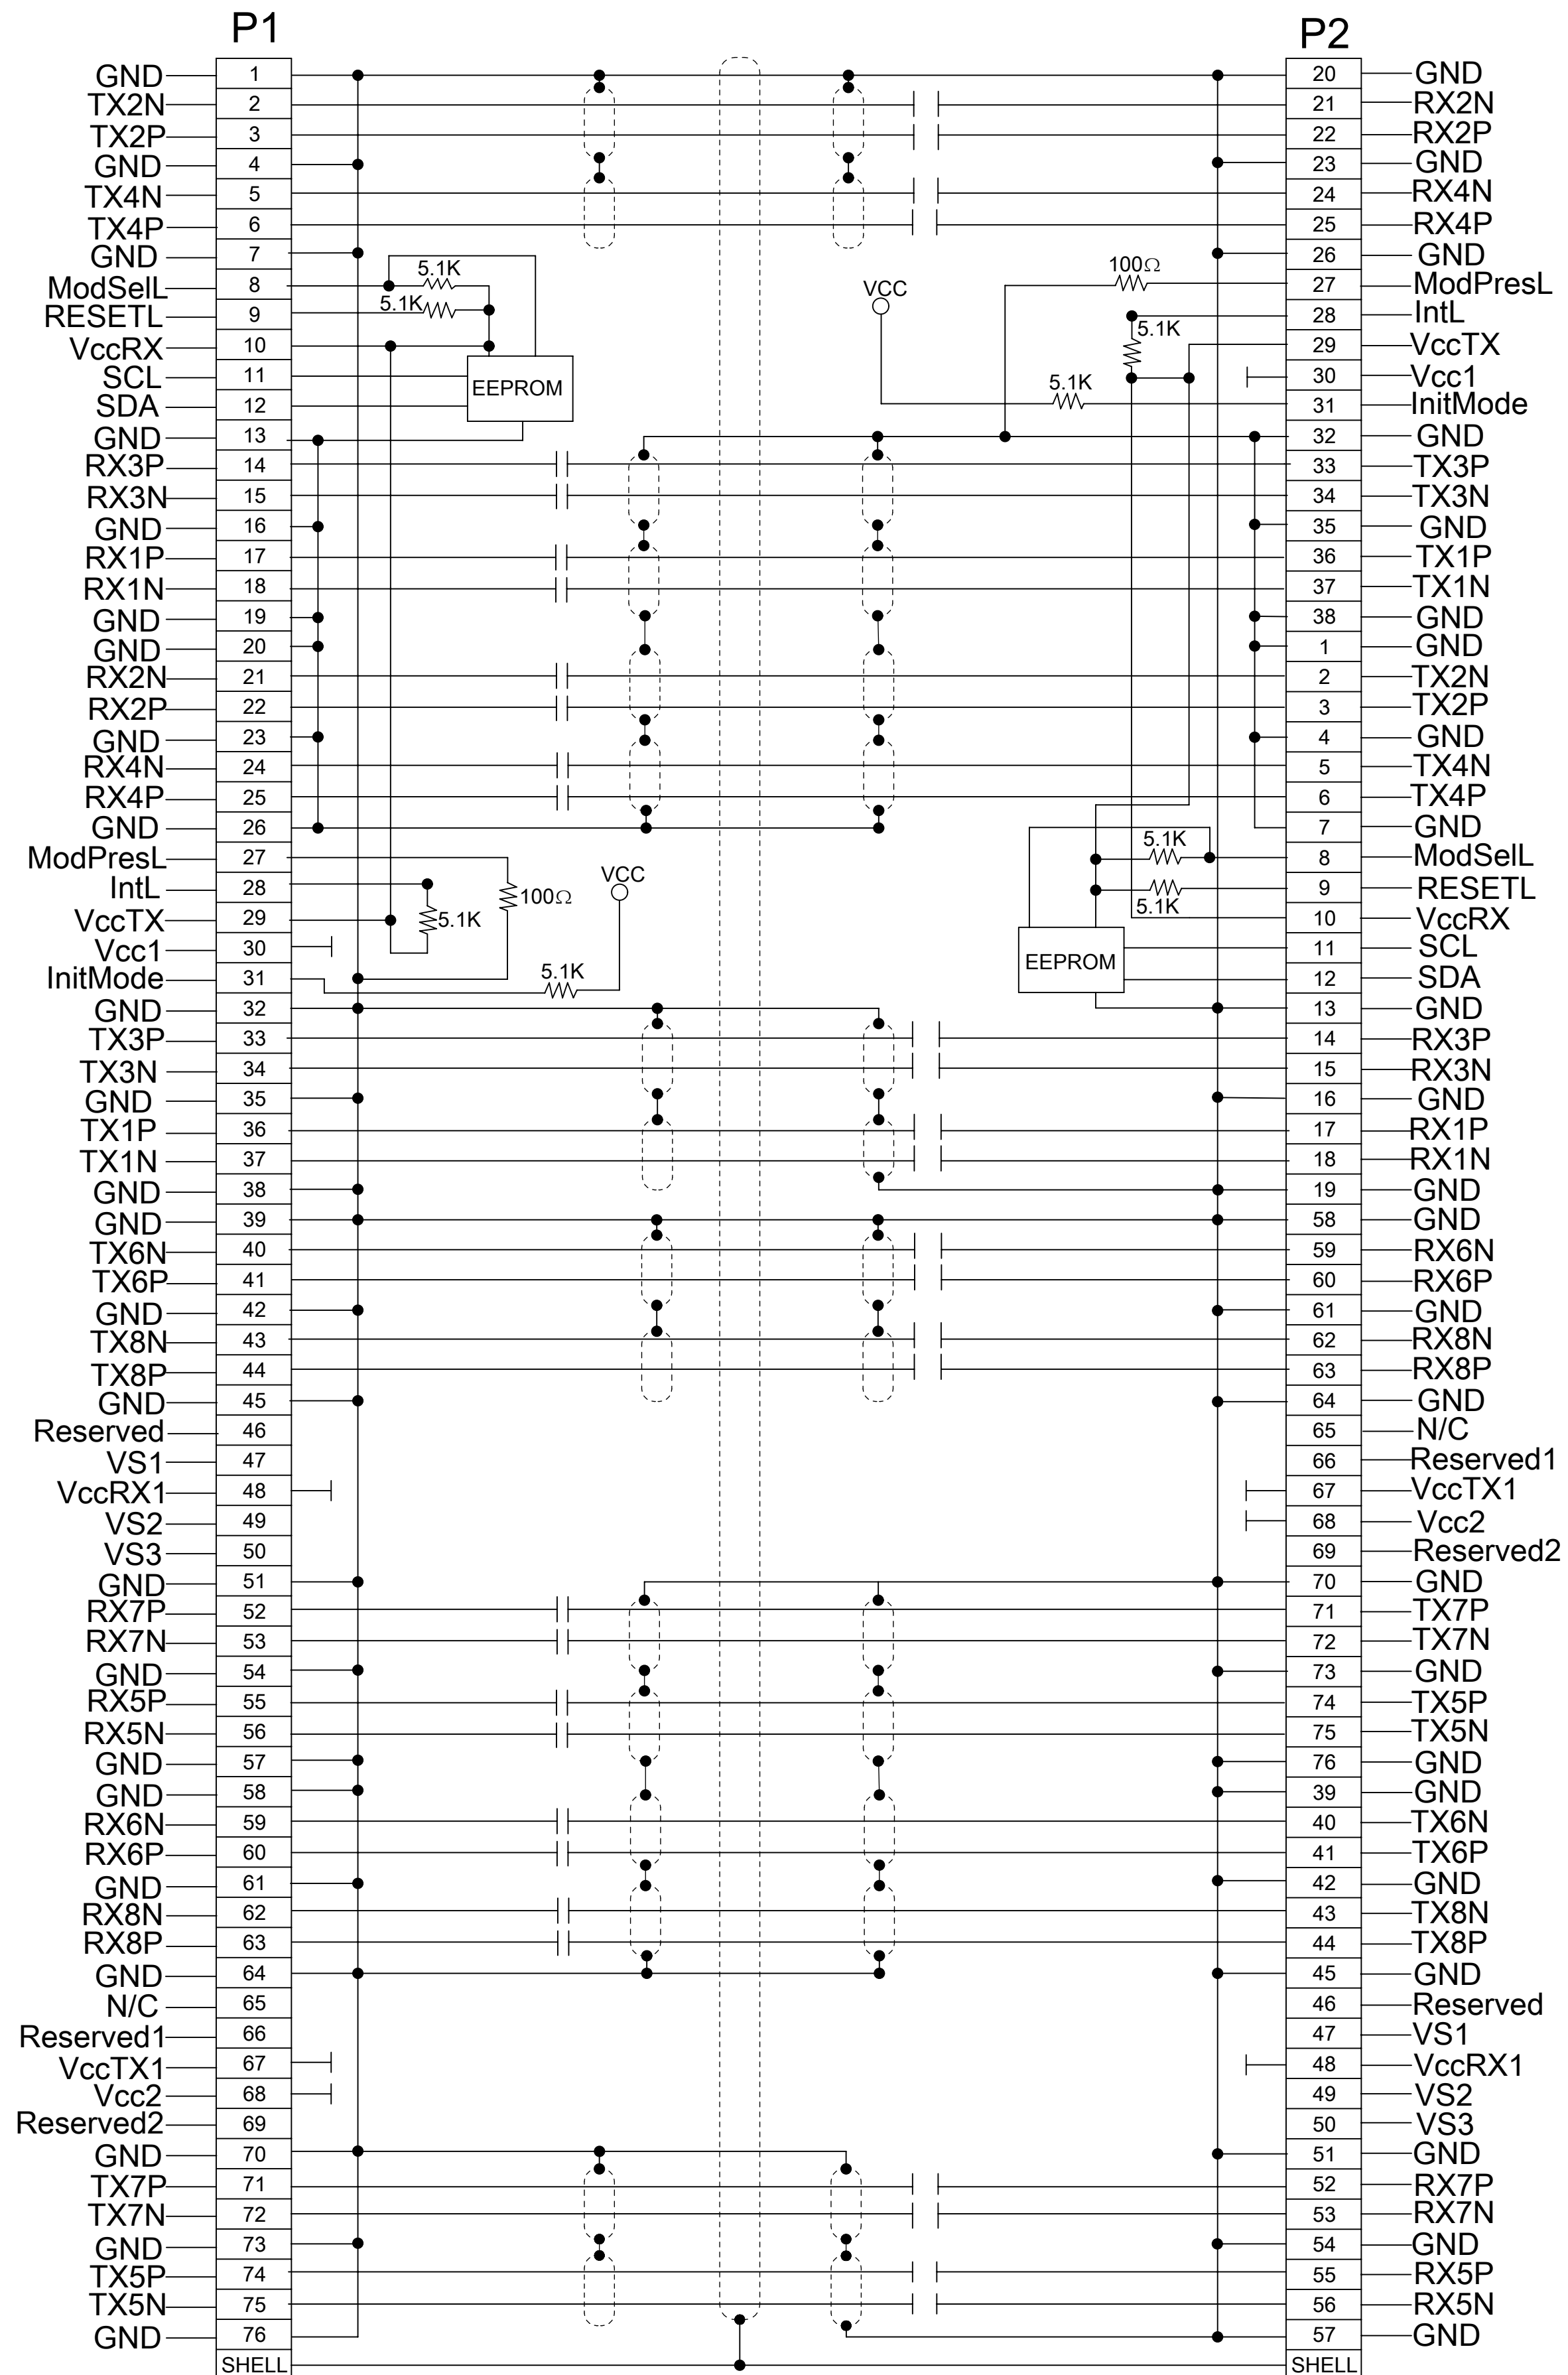 P1 P2
GND 1 20 GND
TX2N 2 21 RX2N
TX2P 3 22 RX2P
GND 4 23 GND
TX4N 5 24 RX4N
TX4P 6 25 RX4P
GND 7 26 GND
ModSelL 8 5.1K 100Ω 27 ModPresL
RESETL 9 5.1K VCC 28 IntL
VccRX 10 5.1K 29 VccTX
SCL 11 EEPROM 30 Vcc1
SDA 12 5.1K 31 InitMode
GND 13 32 GND
RX3P 14 33 TX3P
RX3N 15 34 TX3N
GND 16 35 GND
RX1P 17 36 TX1P
RX1N 18 37 TX1N
GND 19 38 GND
GND 20 1 GND
RX2N 21 2 TX2N
RX2P 22 3 TX2P
GND 23 4 GND
RX4N 24 5 TX4N
RX4P 25 6 TX4P
GND 26 7 GND
ModPresL 27 5.1K 8 ModSelL
IntL 28 100Ω VCC 5.1K 9 RESETL
VccTX 29 5.1K 10 VccRX
Vcc1 30 11 SCL
InitMode 31 5.1K EEPROM 12 SDA
GND 32 13 GND
TX3P 33 14 RX3P
TX3N 34 15 RX3N
GND 35 16 GND
TX1P 36 17 RX1P
TX1N 37 18 RX1N
GND 38 19 GND
GND 39 58 GND
TX6N 40 59 RX6N
TX6P 41 60 RX6P
GND 42 61 GND
TX8N 43 62 RX8N
TX8P 44 63 RX8P
GND 45 64 GND
Reserved 46 65 N/C
VS1 47 66 Reserved1
VccRX1 48 67 VccTX1
VS2 49 68 Vcc2
VS3 50 69 Reserved2
GND 51 70 GND
RX7P 52 71 TX7P
RX7N 53 72 TX7N
GND 54 73 GND
RX5P 55 74 TX5P
RX5N 56 75 TX5N
GND 57 76 GND
GND 58 39 GND
RX6N 59 40 TX6N
RX6P 60 41 TX6P
GND 61 42 GND
RX8N 62 43 TX8N
RX8P 63 44 TX8P
GND 64 45 GND
N/C 65 46 Reserved
Reserved1 66 47 VS1
VccTX1 67 48 VccRX1
Vcc2 68 49 VS2
Reserved2 69 50 VS3
GND 70 51 GND
TX7P 71 52 RX7P
TX7N 72 53 RX7N
GND 73 54 GND
TX5P 74 55 RX5P
TX5N 75 56 RX5N
GND 76 57 GND
SHELL SHELL